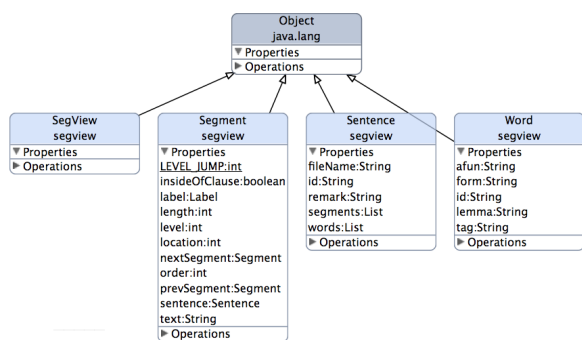 Object
java.lang
Properties
Operations
SegView
segview
Properties
Operations
Segment
segview
Properties
LEVEL_JUMP:int
insideOfClause:boolean
label:Label
length:int
level:int
location:int
nextSegment:Segment
order:int
prevSegment:Segment
sentence:Sentence
text:String
Operations
Sentence
segview
Properties
fileName:String
id:String
remark:String
segments:List
words:List
Operations
Word
segview
Properties
afun:String
form:String
id:String
lemma:String
tag:String
Operations